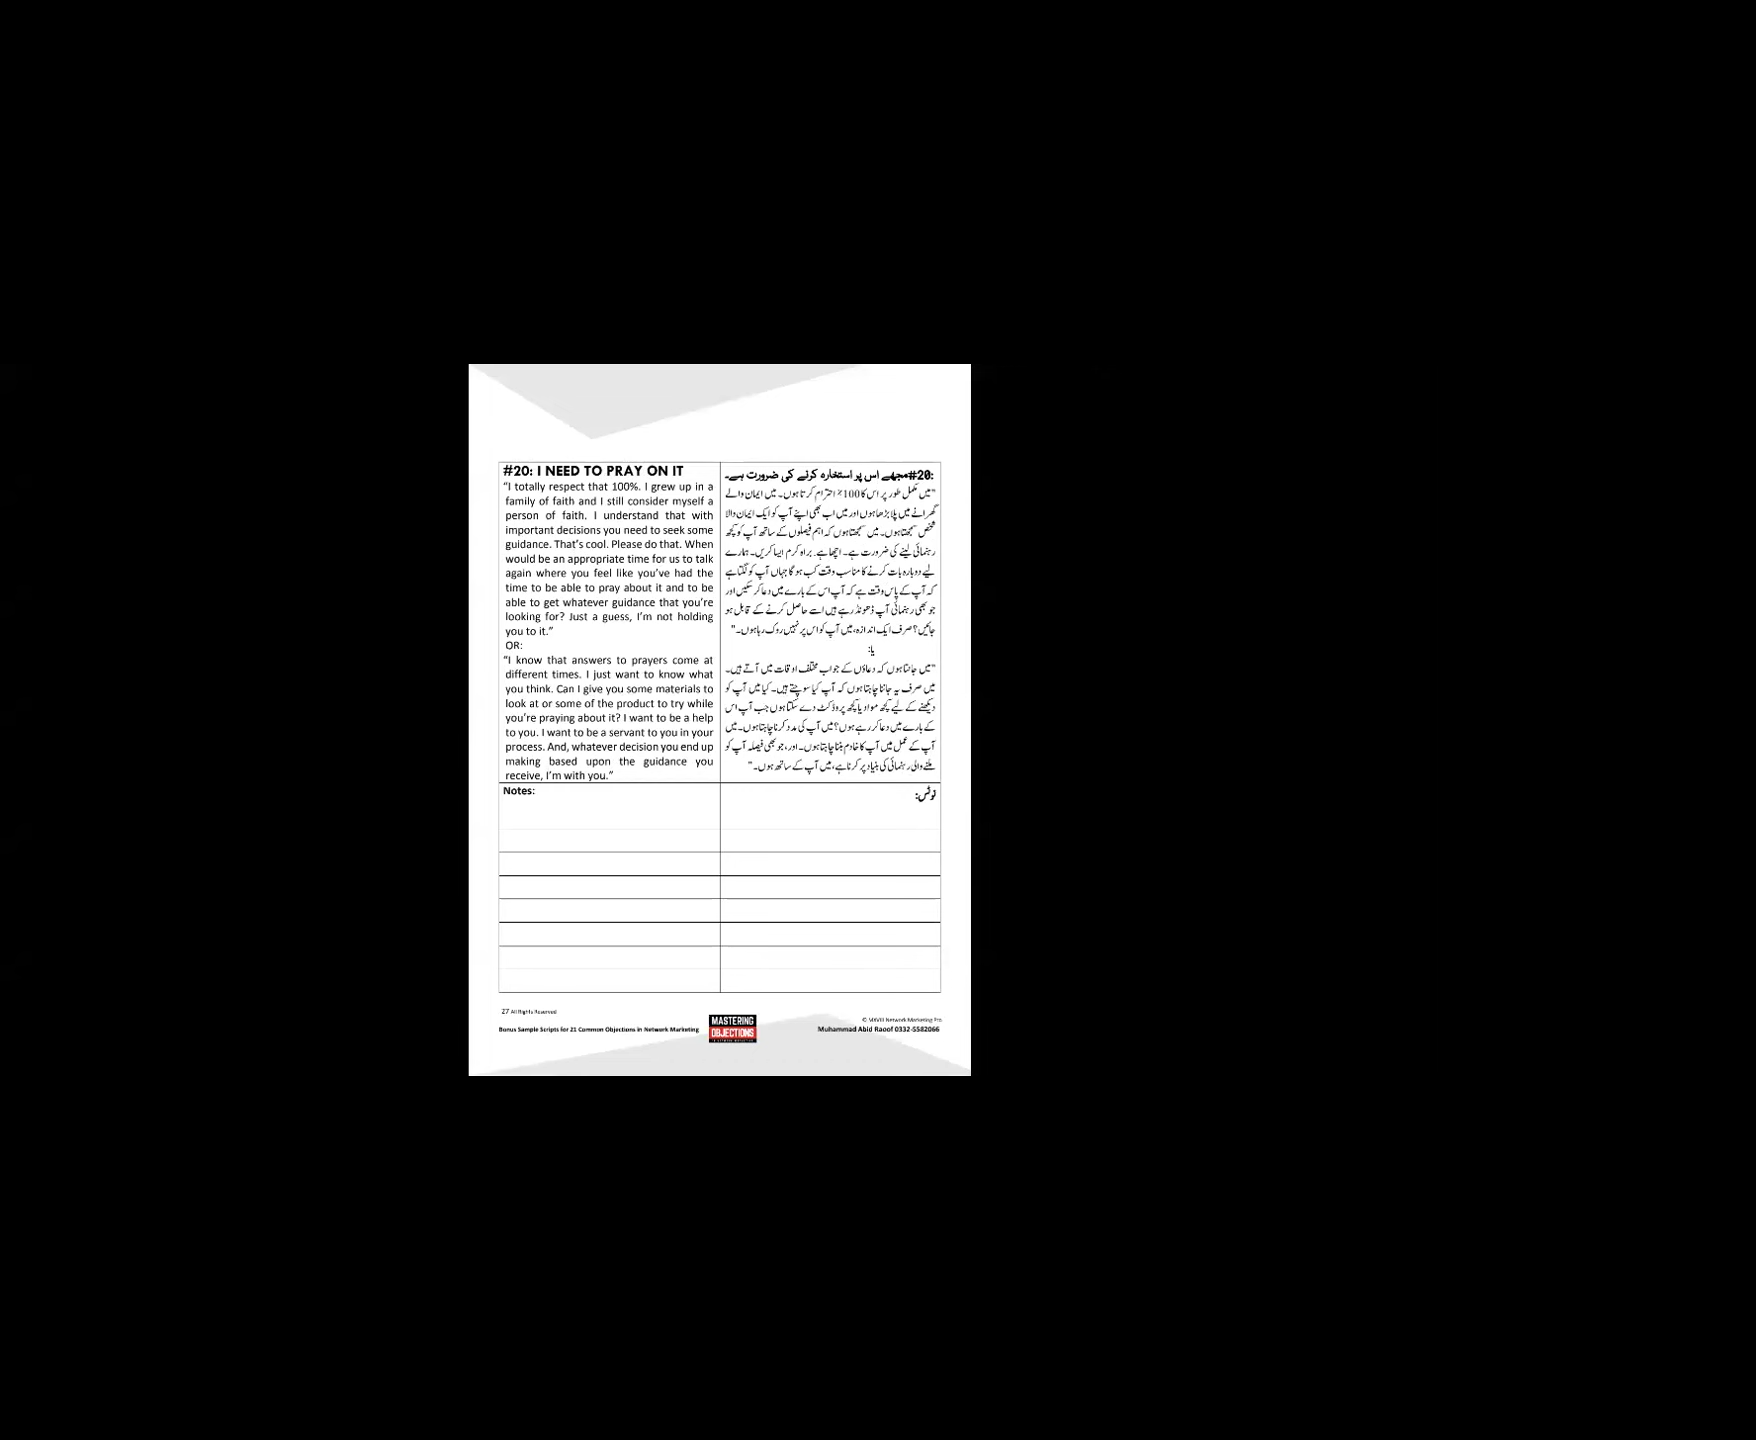 #20: I NEED TO PRAY ON IT
“I totally respect that 100%. I grew up in a
family of faith and I still consider myself a
person of faith. I understand that with
important decisions you need to seek some
guidance. That’s cool. Please do that. When
would be an appropriate time for us to talk
again where you feel like you’ve had the
time to be able to pray about it and to be
able to get whatever guidance that you’re
looking for? Just a guess, I’m not holding
you to it.”
OR:
“I know that answers to prayers come at
different times. I just want to know what
you think. Can I give you some materials to
look at or some of the product to try while
you’re praying about it? I want to be a help
to you. I want to be a servant to you in your
process. And, whatever decision you end up
making based upon the guidance you
receive, I’m with you.”
#20:مجھے اس پر استخارہ کرنے کی ضرورت ہے۔
"میں مکمل طور پر اس کا 100% احترام کرتا ہوں۔ میں ایمان والے
گھرانے میں پلا بڑھا ہوں اور میں اب بھی اپنے آپ کو ایک ایمان والا
شخص سمجھتا ہوں۔ میں سمجھتا ہوں کہ اہم فیصلوں کے ساتھ آپ کو کچھ
رہنمائی لینے کی ضرورت ہے۔ اچھا ہے. براہ کرم ایسا کریں۔ ہمارے
لیے دوبارہ بات کرنے کا مناسب وقت کب ہو گا جہاں آپ کو لگتا ہے
کہ آپ کے پاس وقت ہے کہ آپ اس کے بارے میں دعا کر سکیں اور
جو بھی رہنمائی آپ ڈھونڈ رہے ہیں اسے حاصل کرنے کے قابل ہو
جائیں؟ صرف ایک اندازہ، میں آپ کو اس پر نہیں روک رہا ہوں۔"
یا:
"میں جانتا ہوں کہ دعاؤں کے جواب مختلف اوقات میں آتے ہیں۔
میں صرف یہ جاننا چاہتا ہوں کہ آپ کیا سوچتے ہیں۔ کیا میں آپ کو
دیکھنے کے لیے کچھ مواد یا کچھ پروڈکٹ دے سکتا ہوں جب آپ اس
کے بارے میں دعا کر رہے ہوں؟ میں آپ کی مدد کرنا چاہتا ہوں۔ میں
آپ کے عمل میں آپ کا خادم بننا چاہتا ہوں۔ اور، جو بھی فیصلہ آپ کو
ملنے والی رہنمائی کی بنیاد پر کرنا ہے، میں آپ کے ساتھ ہوں۔"
Notes:
نوٹس:
27 All Rights Reserved
Bonus Sample Scripts for 21 Common Objections in Network Marketing
MASTERING
OBJECTIONS
IN NETWORK MARKETING
© MXVIII Network Marketing Pro
Muhammad Abid Raoof 0332-5582066